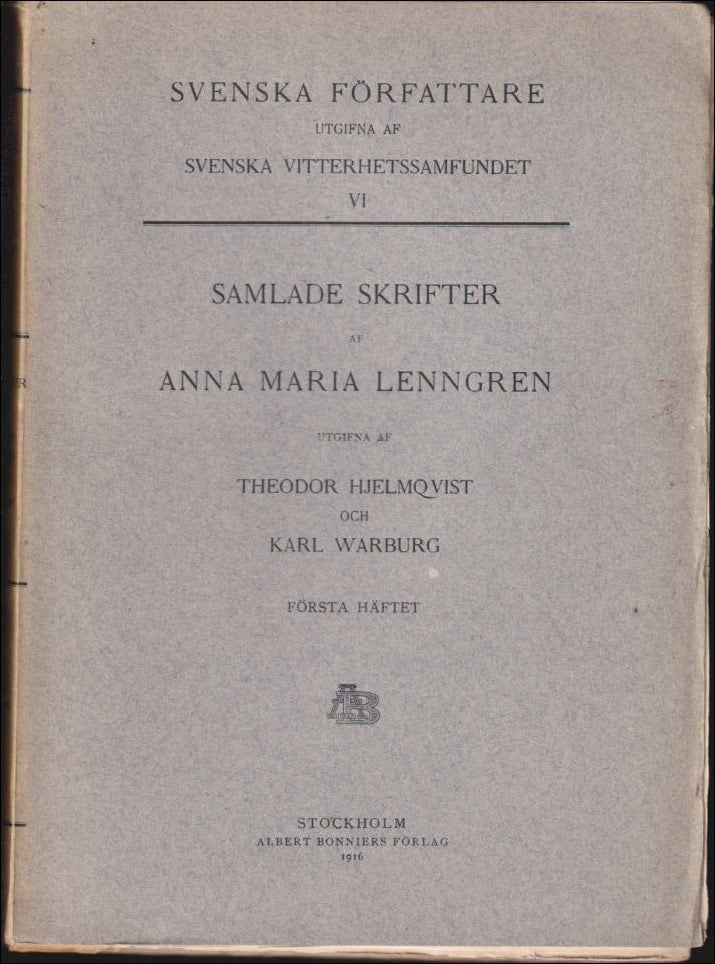 SVENSKA FÖRFATTARE
UTGIFNA AF
SVENSKA VITTERHETSSAMFUNDET
VI
SAMLADE SKRIFTER
AF
ANNA MARIA LENNGREN
UTGIFNA AF
THEODOR HJELMQVIST
OCH
KARL WARBURG
FÖRSTA HÄFTET
STOCKHOLM
ALBERT BONNIERS FÖRLAG
1916